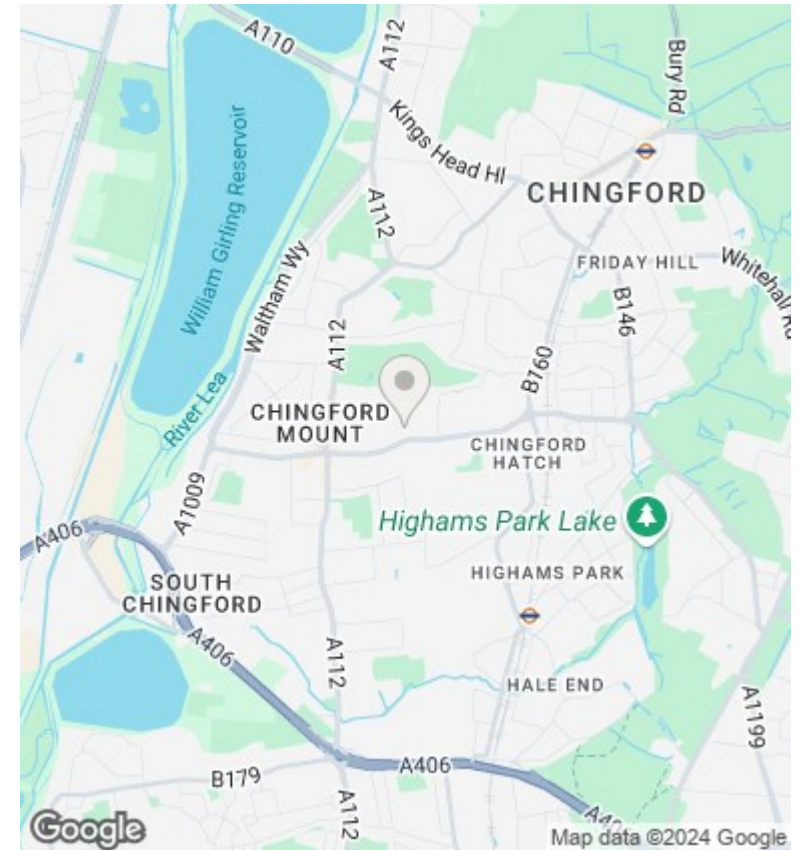 A110
A112
Bury Rd
Kings Head Hl
CHINGFORD
William Girling Reservoir
A112
FRIDAY HILL
Whitehall Rd
Waltham Wy
B146
A112
B160
River Lea
CHINGFORD
MOUNT
CHINGFORD
HATCH
A1009
Highams Park Lake
A406
HIGHAMS PARK
SOUTH
CHINGFORD
A406
A112
HALE END
A1199
A406
B179
A112
Google
Map data ©2024 Google